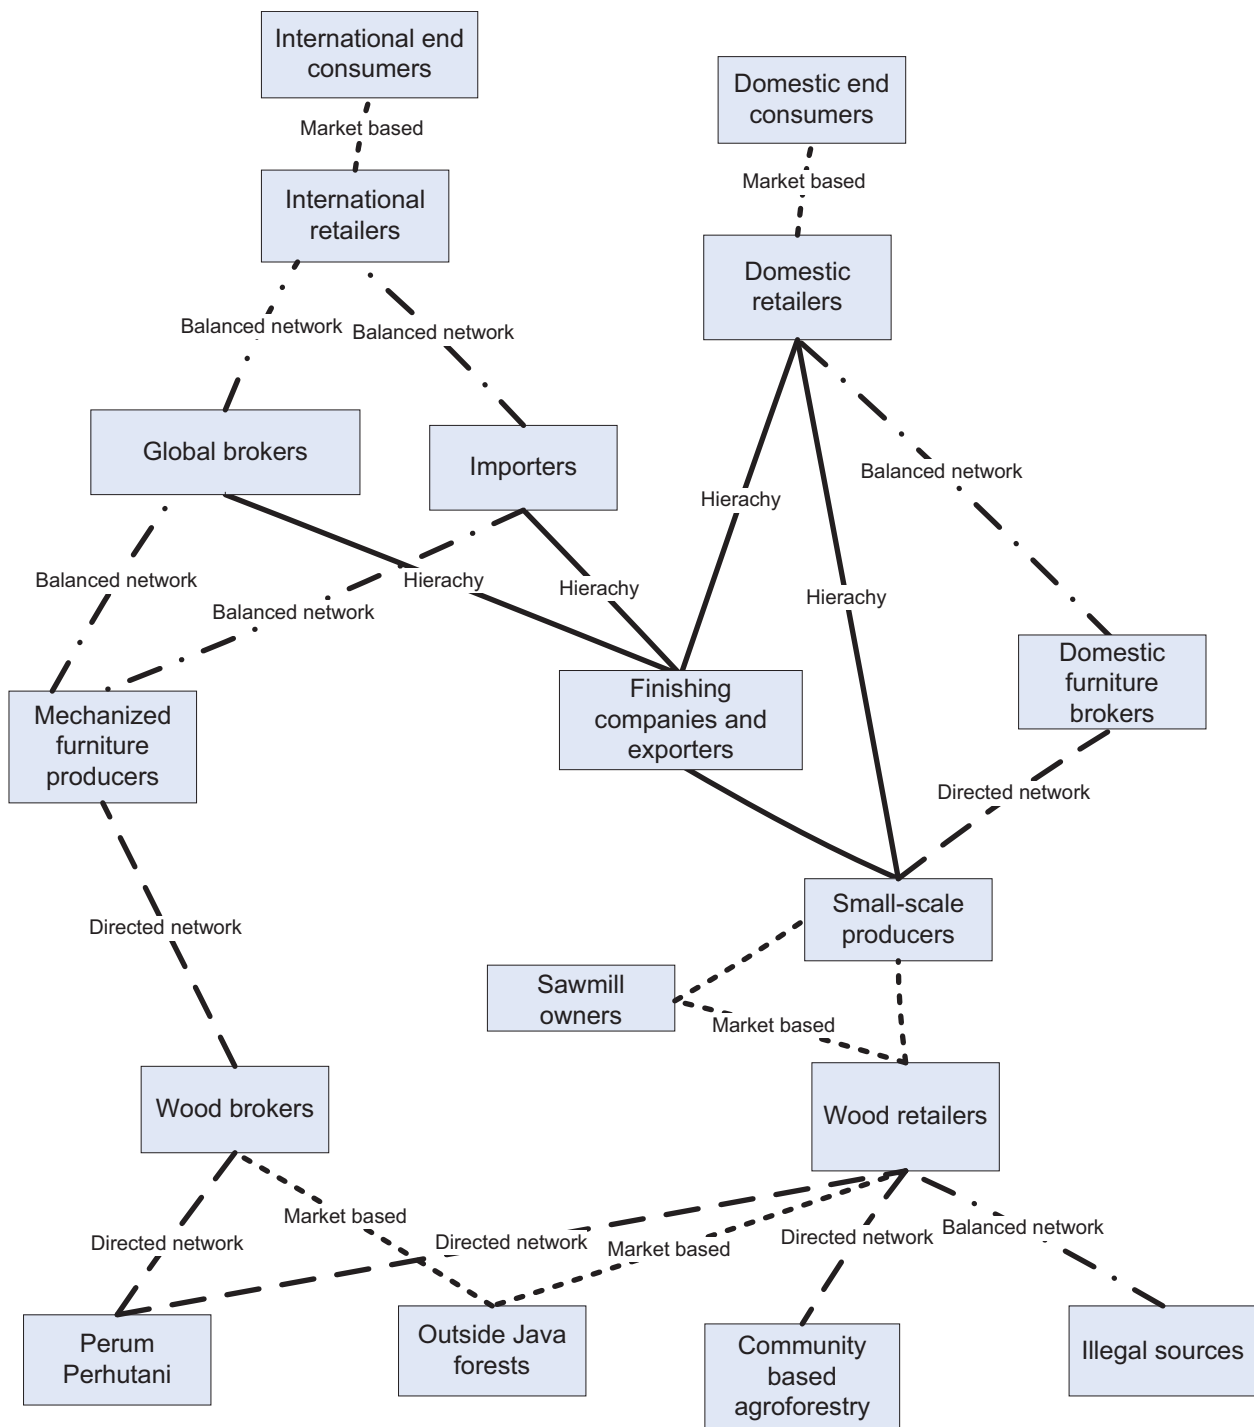 International end
consumers
Domestic end
consumers
Market based
Market based
International
retailers
Domestic
retailers
Balanced network
Balanced network
Global brokers
Importers
Balanced network
Hierachy
Balanced network
Hierachy
Hierachy
Hierachy
Balanced network
Domestic
furniture
brokers
Finishing
companies and
exporters
Mechanized
furniture
producers
Directed network
Small-scale
producers
Directed network
Sawmill
owners
Market based
Wood brokers
Wood retailers
Market based
Directed network
Directed network
Market based
Directed network
Balanced network
Perum
Perhutani
Outside Java
forests
Community
based
agroforestry
Illegal sources